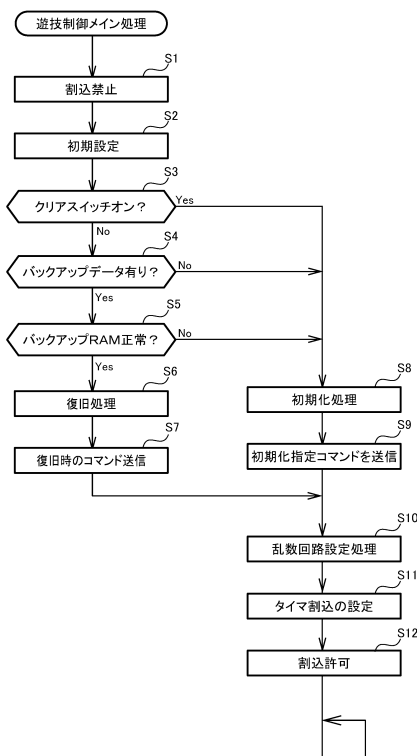 遊技制御メイン処理
S1
割込禁止
S2
初期設定
S3
クリアスイッチオン？
Yes
No
S4
バックアップデータ有り？
No
Yes
S5
バックアップRAM正常？
No
Yes
S6
復旧処理
S7
復旧時のコマンド送信
S8
初期化処理
S9
初期化指定コマンドを送信
S10
乱数回路設定処理
S11
タイマ割込の設定
S12
割込許可